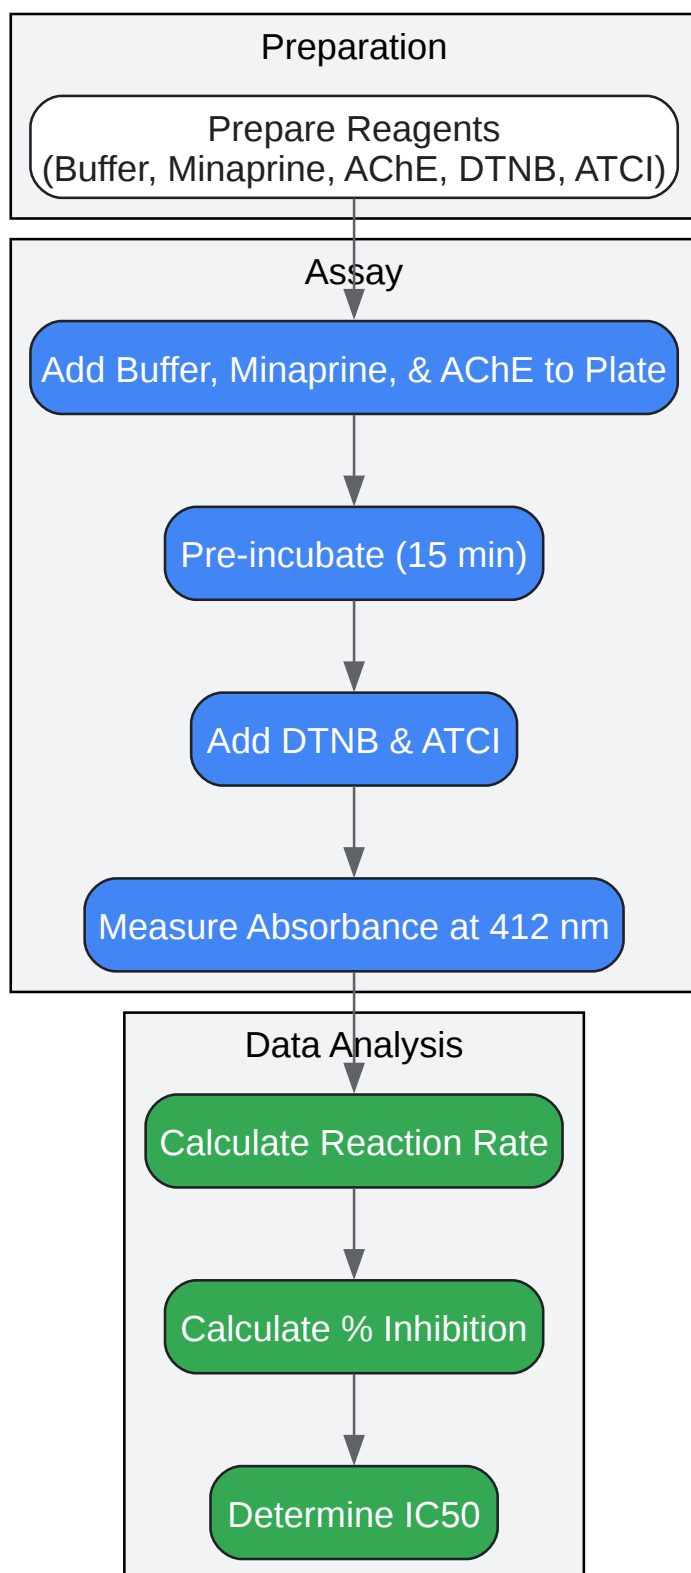 Preparation
Prepare Reagents
(Buffer, Minaprine, AChE, DTNB, ATCI)
Assay
Add Buffer, Minaprine, & AChE to Plate
Pre-incubate (15 min)
Add DTNB & ATCI
Measure Absorbance at 412 nm
Data Analysis
Calculate Reaction Rate
Calculate % Inhibition
Determine IC50